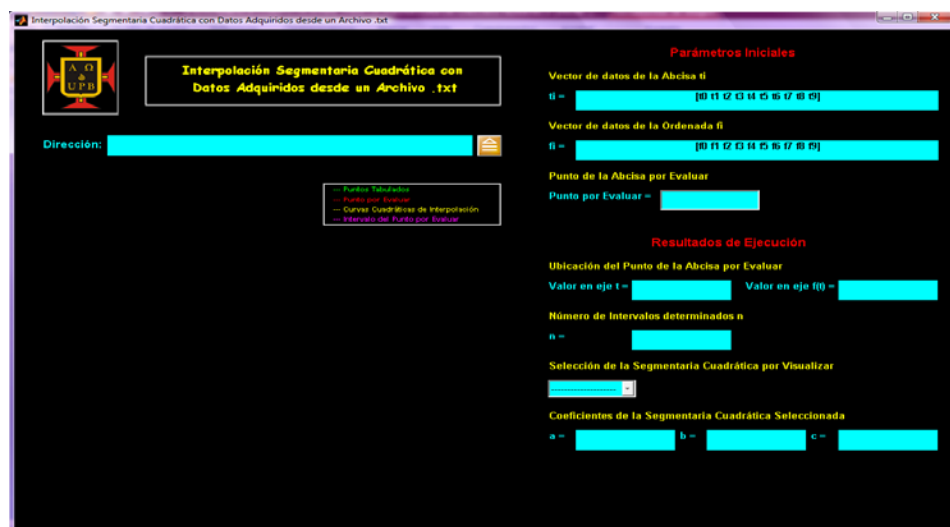 Interpolación Segmentaria Cuadrática con Datos Adquiridos desde un Archivo .txt
Α Ω
UPB
Interpolación Segmentaria Cuadrática con
Datos Adquiridos desde un Archivo .txt
Dirección:
--- Puntos Tabulados
--- Punto por Evaluar
--- Curvas Cuadráticas de Interpolación
--- Intervalo del Punto por Evaluar
Parámetros Iniciales
Vector de datos de la Abcisa ti
ti =
[t0 t1 t2 t3 t4 t5 t6 t7 t8 t9]
Vector de datos de la Ordenada fi
fi =
[f0 f1 f2 f3 f4 f5 f6 f7 f8 f9]
Punto de la Abcisa por Evaluar
Punto por Evaluar =
Resultados de Ejecución
Ubicación del Punto de la Abcisa por Evaluar
Valor en eje t =
Valor en eje f(t) =
Número de Intervalos determinados n
n =
Selección de la Segmentaria Cuadrática por Visualizar
--------------------
Coeficientes de la Segmentaria Cuadrática Seleccionada
a =
b =
c =